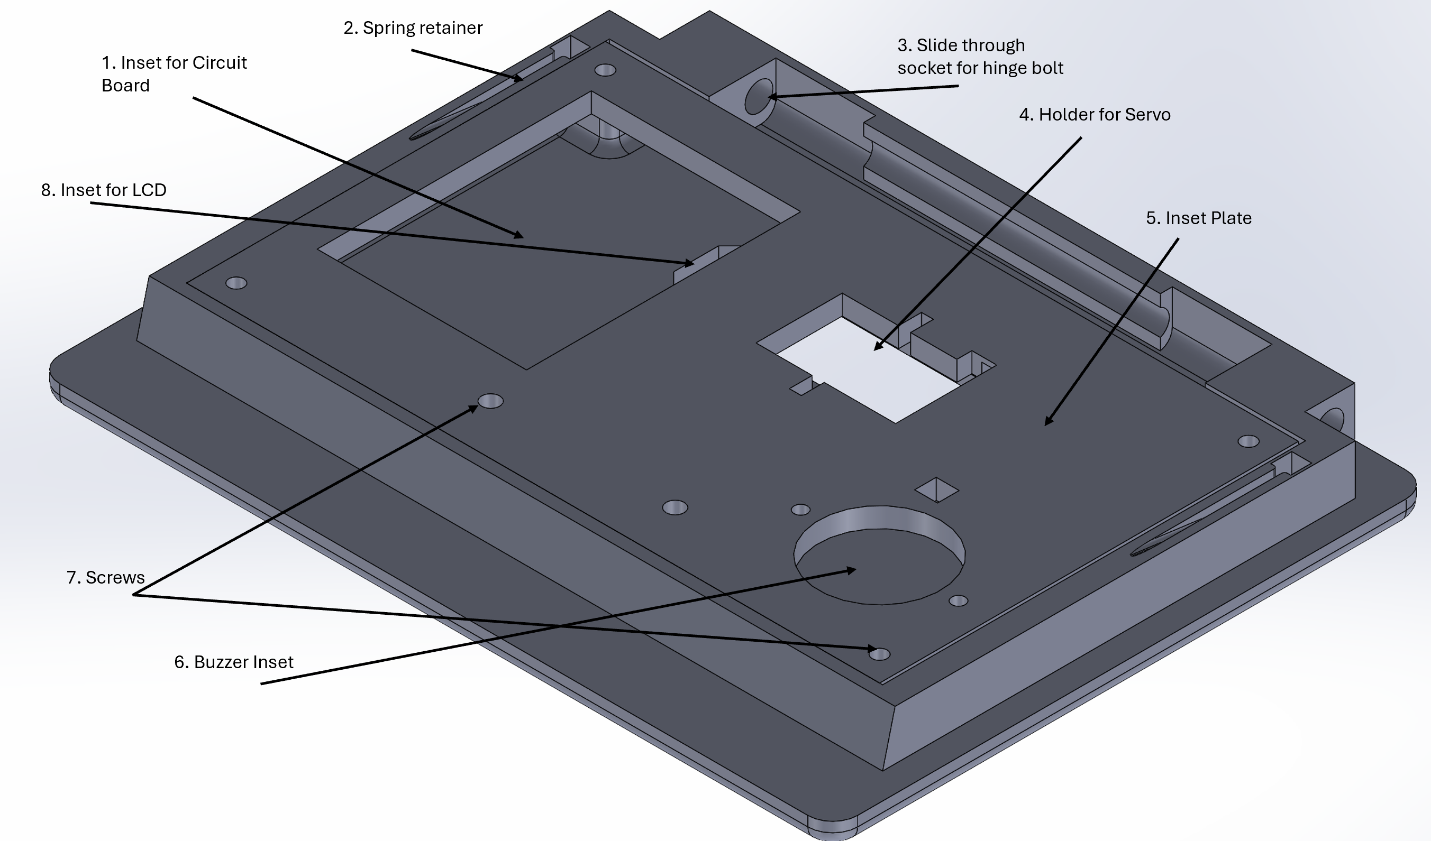 2. Spring retainer
3. Slide through
socket for hinge bolt
1. Inset for Circuit
Board
4. Holder for Servo
8. Inset for LCD
5. Inset Plate
7. Screws
6. Buzzer Inset